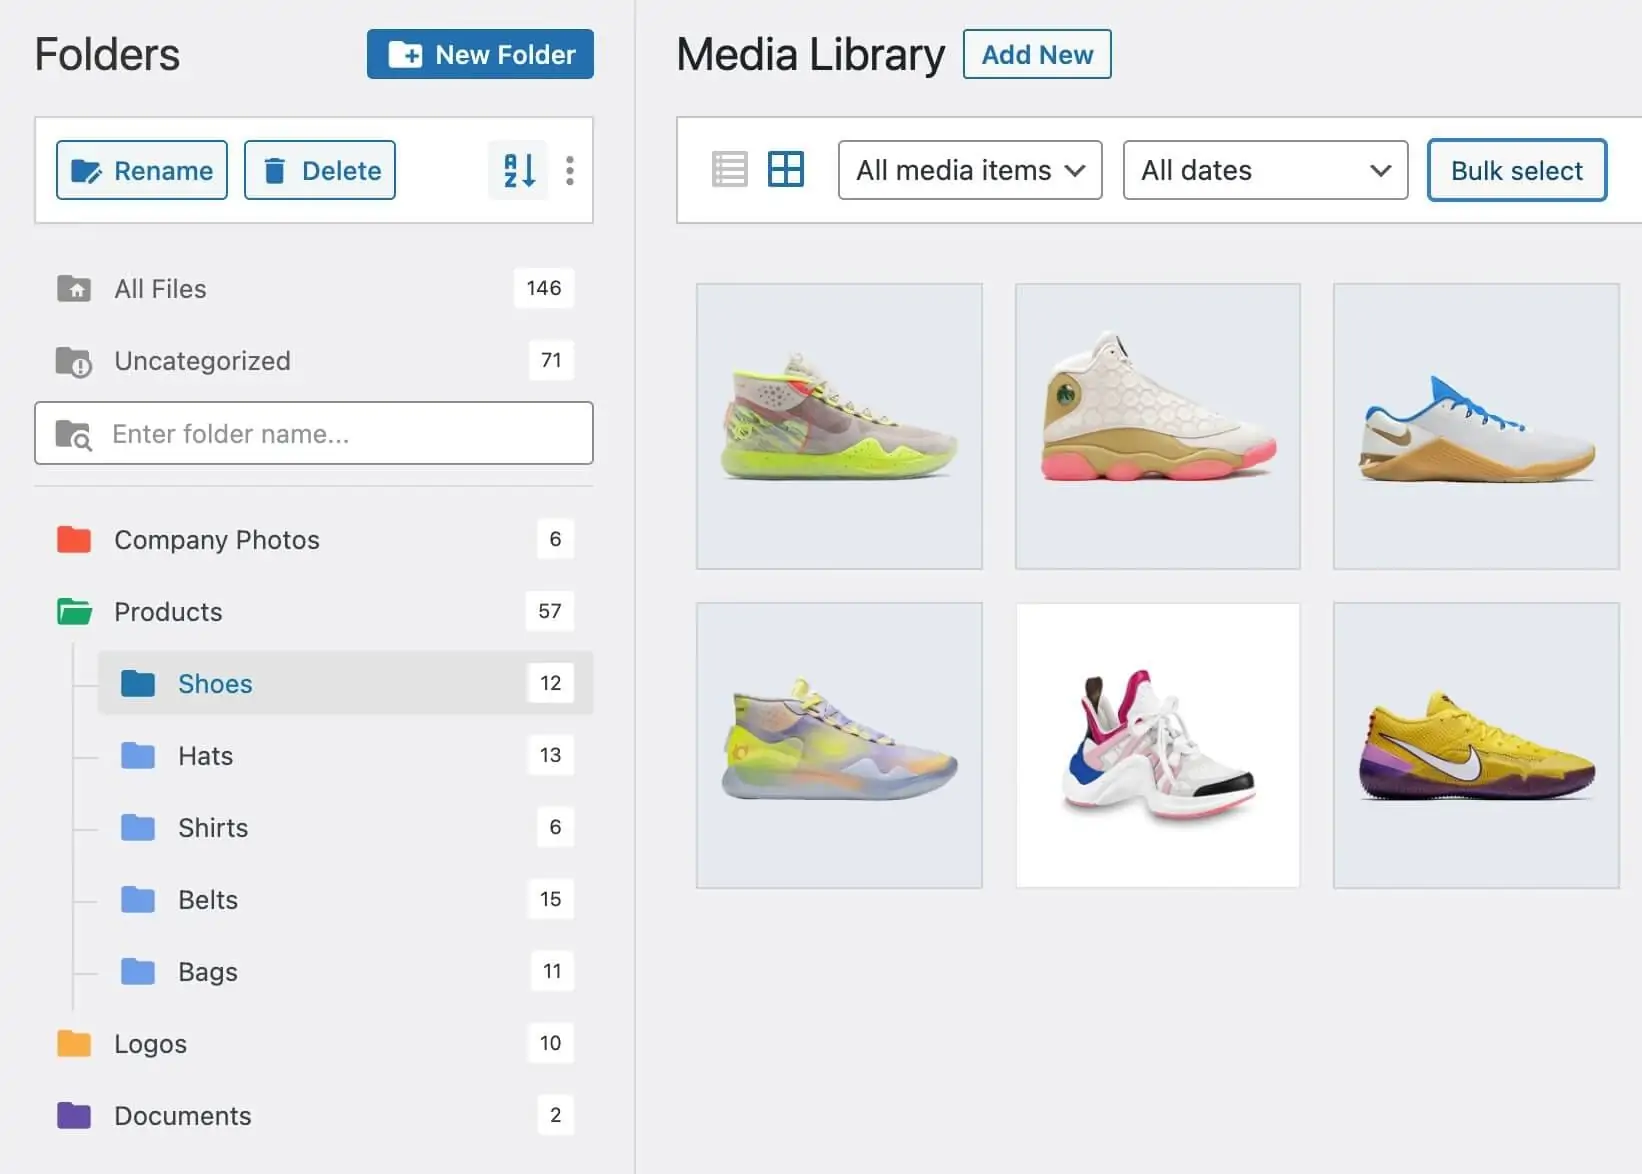 Folders
New Folder
Rename
Delete
A
Z
All Files
146
Uncategorized
71
Enter folder name...
Company Photos
6
Products
57
Shoes
12
Hats
13
Shirts
6
Belts
15
Bags
11
Logos
10
Documents
2
Media Library
Add New
All media items
All dates
Bulk select